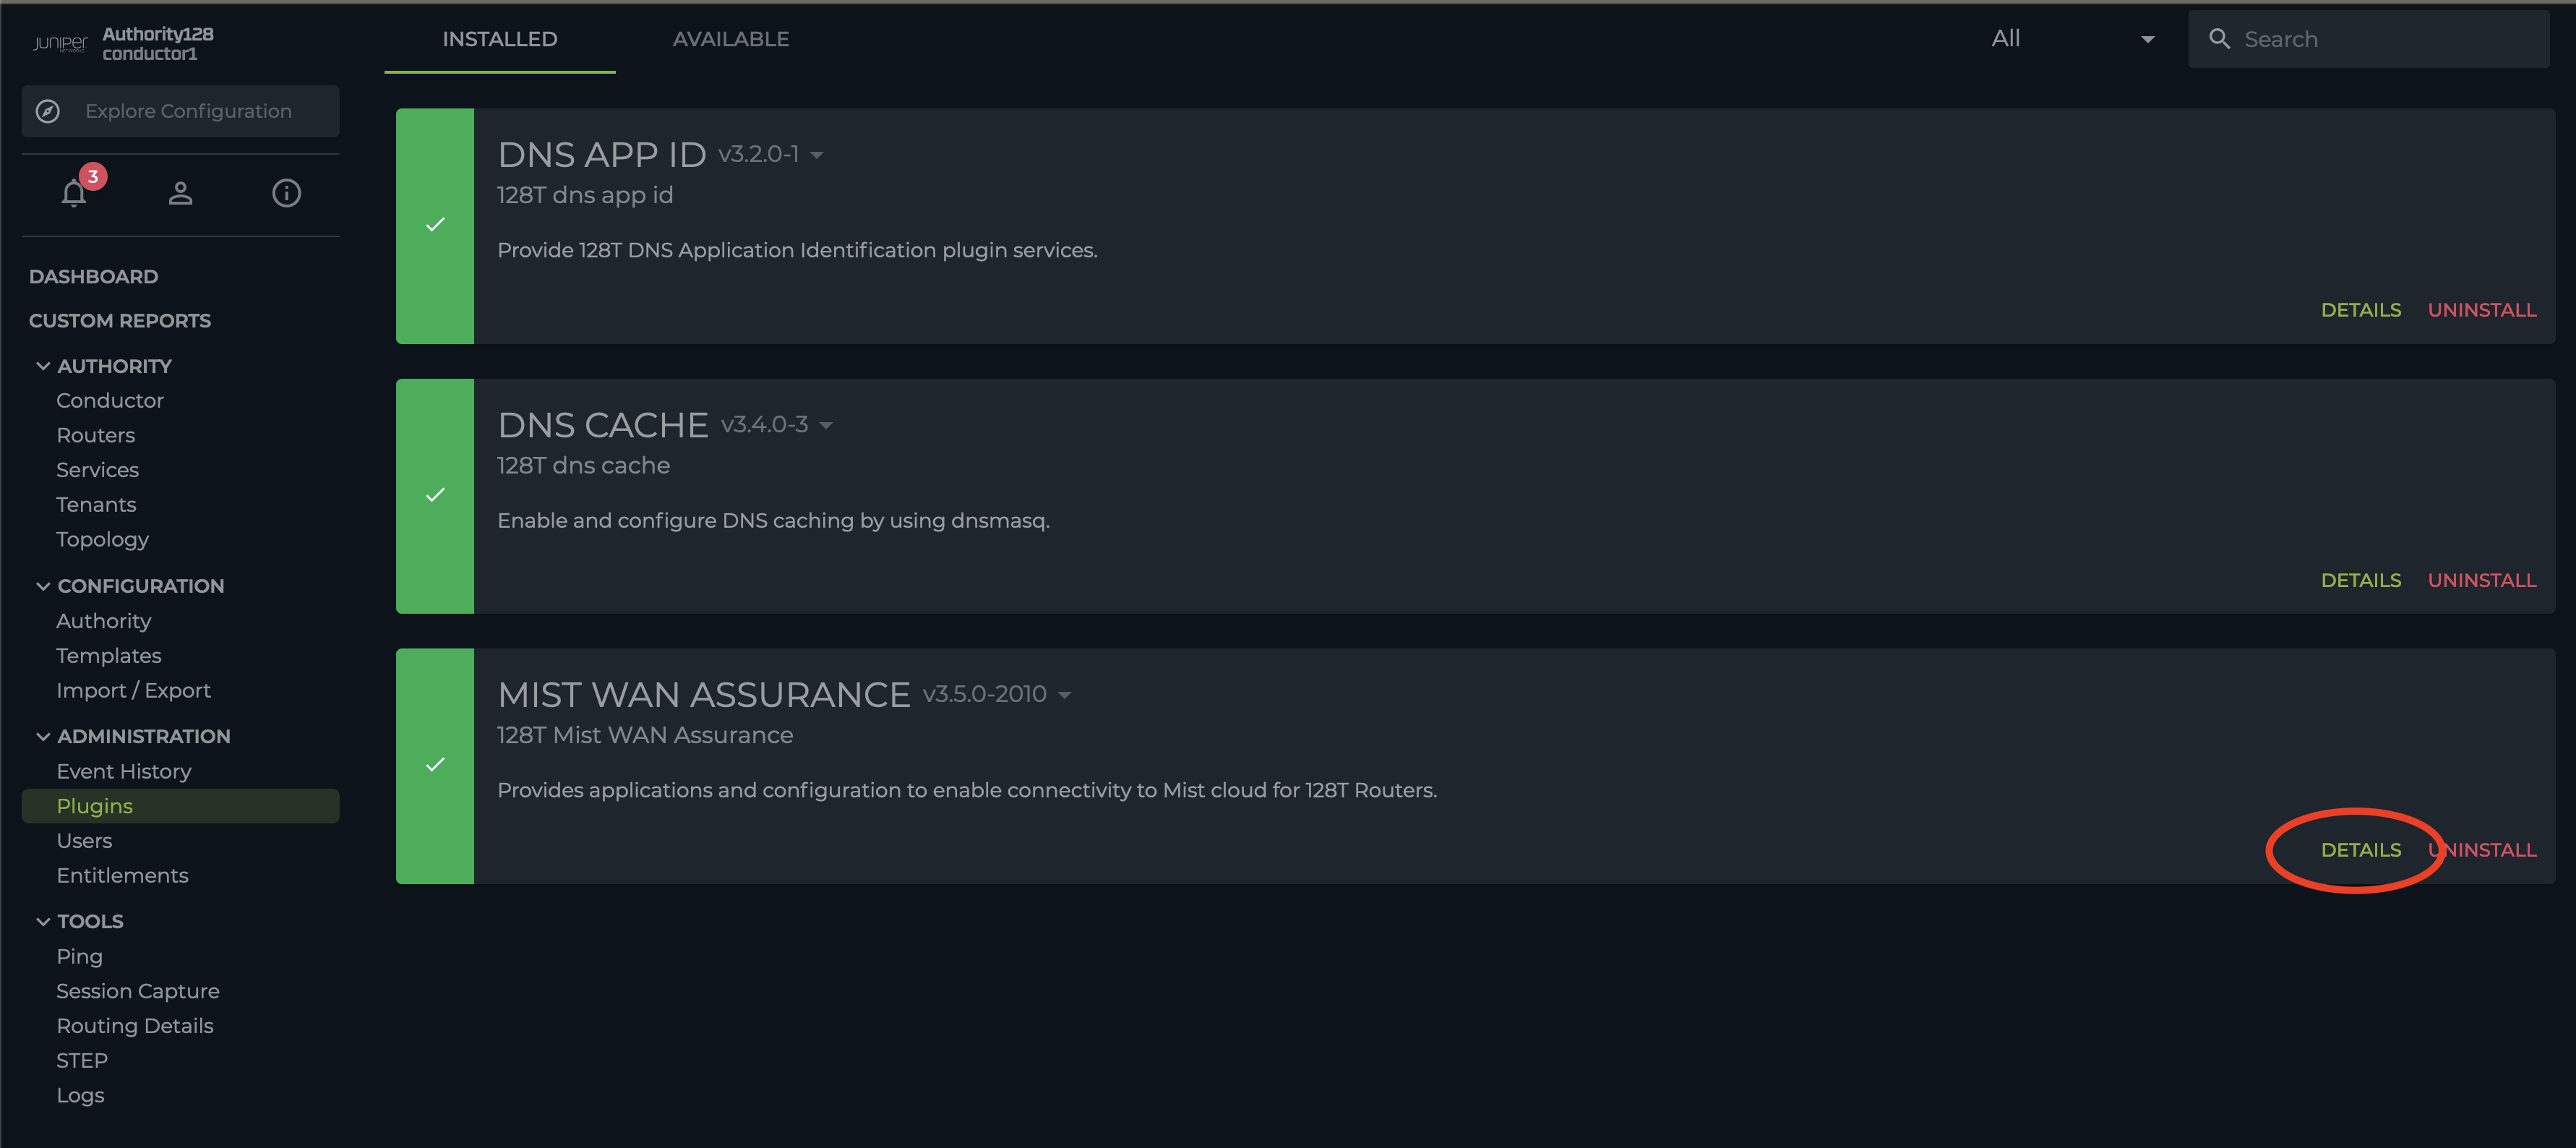 JUNIPER
NETWORKS
Authority128
conductor1
Explore Configuration
3
DASHBOARD
CUSTOM REPORTS
AUTHORITY
Conductor
Routers
Services
Tenants
Topology
CONFIGURATION
Authority
Templates
Import / Export
ADMINISTRATION
Event History
Plugins
Users
Entitlements
TOOLS
Ping
Session Capture
Routing Details
STEP
Logs
INSTALLED AVAILABLE All Search
DNS APP ID v3.2.0-1
128T dns app id
Provide 128T DNS Application Identification plugin services.
DETAILS UNINSTALL
DNS CACHE v3.4.0-3
128T dns cache
Enable and configure DNS caching by using dnsmasq.
DETAILS UNINSTALL
MIST WAN ASSURANCE v3.5.0-2010
128T Mist WAN Assurance
Provides applications and configuration to enable connectivity to Mist cloud for 128T Routers.
DETAILS UNINSTALL